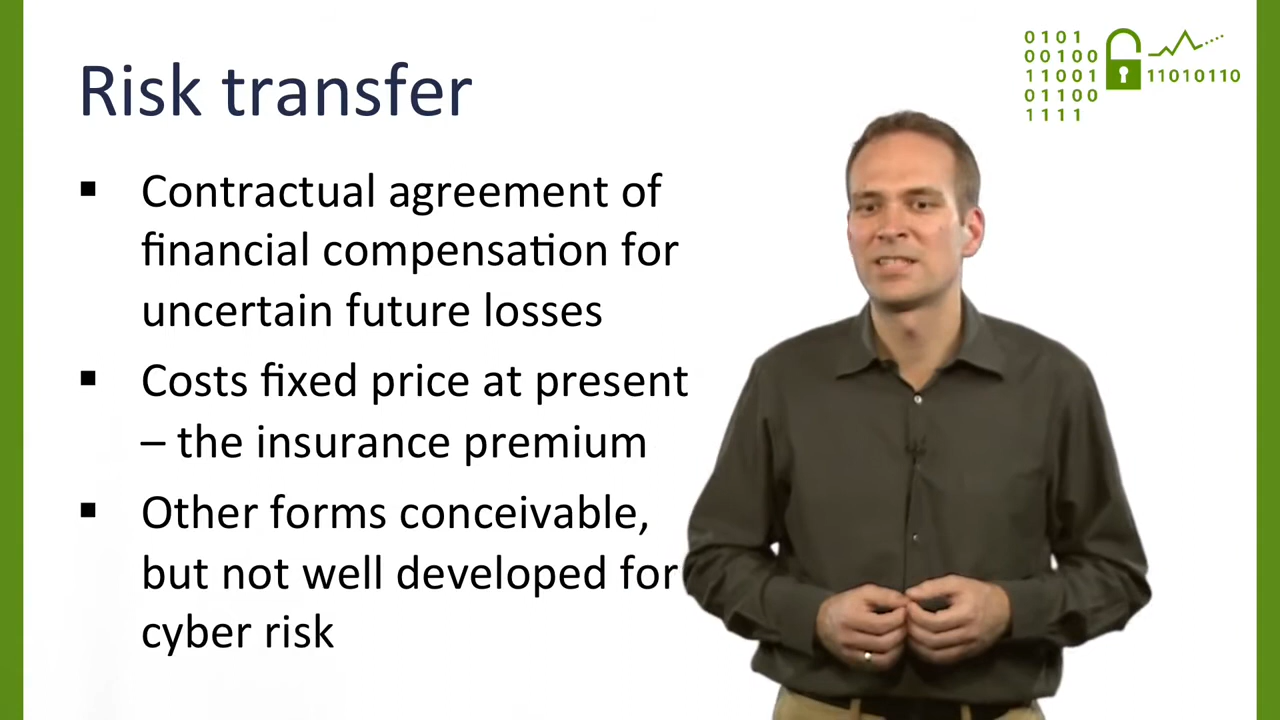 Risk transfer
0101
00100
11001
01100
1111
11010110
▪ Contractual agreement of
financial compensation for
uncertain future losses
▪ Costs fixed price at present
– the insurance premium
▪ Other forms conceivable,
but not well developed for
cyber risk